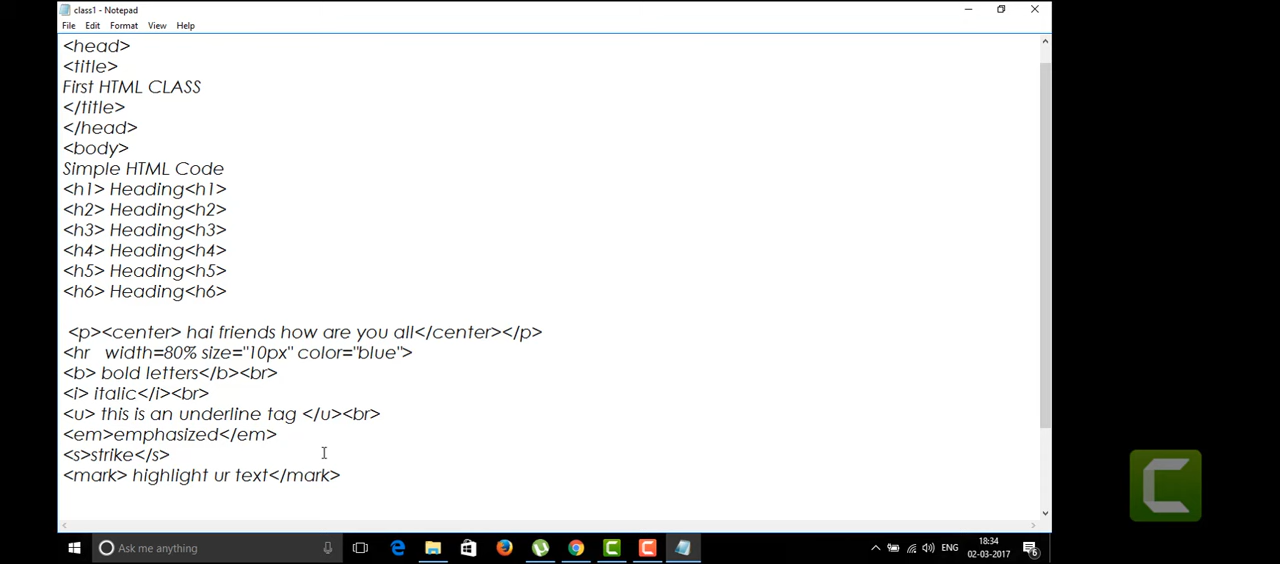 class1 - Notepad
File Edit Format View Help
<head>
<title>
First HTML CLASS
</title>
</head>
<body>
Simple HTML Code
<h1> Heading<h1>
<h2> Heading<h2>
<h3> Heading<h3>
<h4> Heading<h4>
<h5> Heading<h5>
<h6> Heading<h6>
<p><center> hai friends how are you all</center></p>
<hr   width=80% size="10px" color="blue">
<b> bold letters</b><br>
<i> italic</i><br>
<u> this is an underline tag </u><br>
<em>emphasized</em>
<s>strike</s>
<mark> highlight ur text</mark>
Ask me anything
ENG
18:34
02-03-2017
6